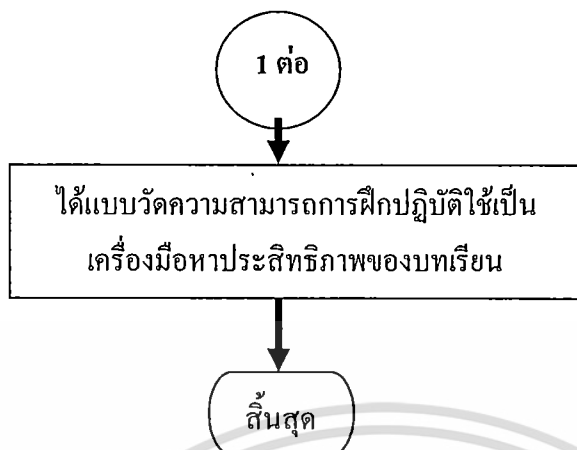 1 ต่อ
ได้แบบวัดความสามารถการฝึกปฏิบัติใช้เป็น
เครื่องมือหาประสิทธิภาพของบทเรียน
สิ้นสุด